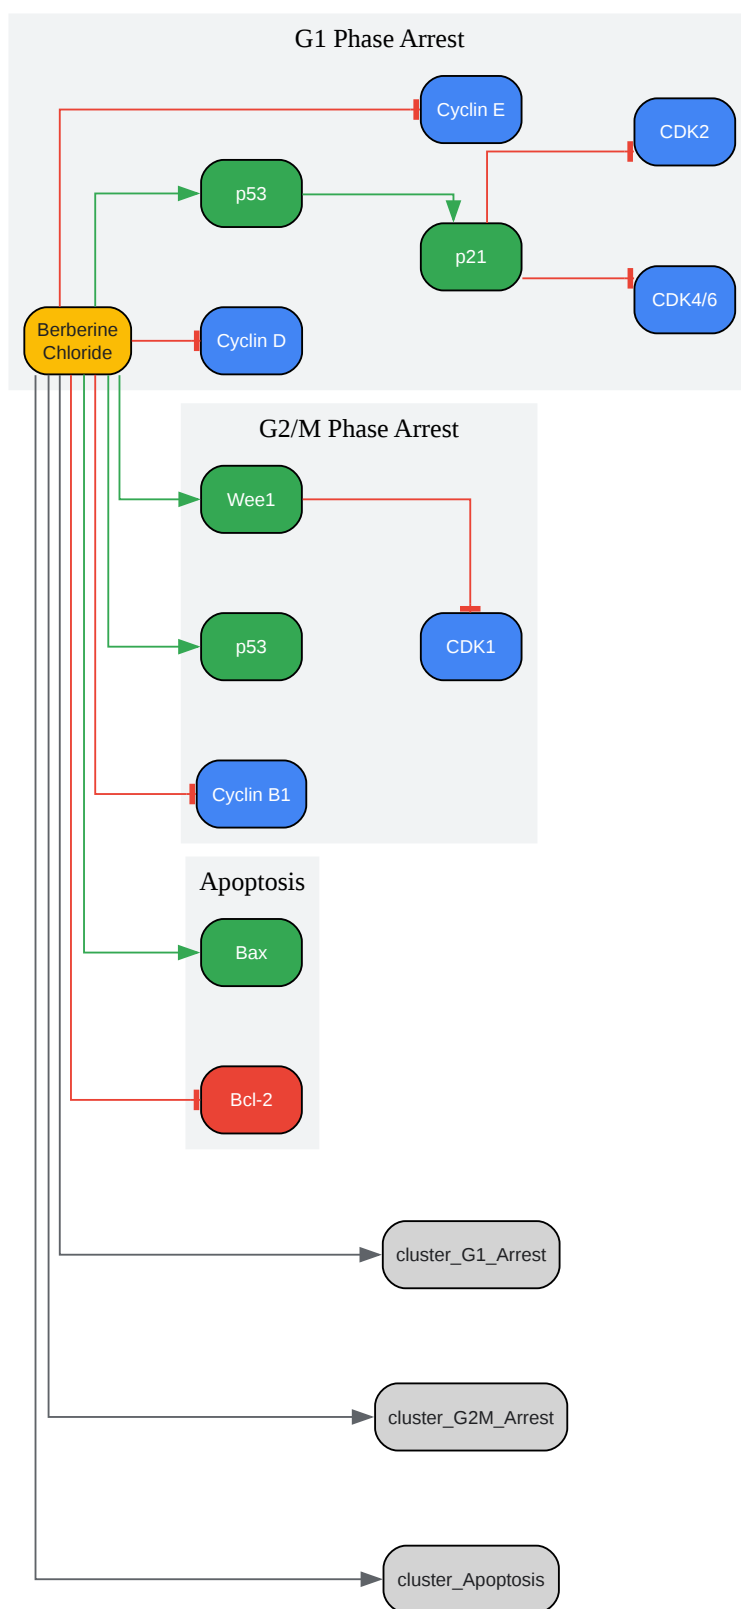 G1 Phase Arrest
Cyclin E
CDK2
p53
p21
CDK4/6
Berberine
Chloride
Cyclin D
G2/M Phase Arrest
Wee1
p53
CDK1
Cyclin B1
Apoptosis
Bax
Bcl-2
cluster_G1_Arrest
cluster_G2M_Arrest
cluster_Apoptosis